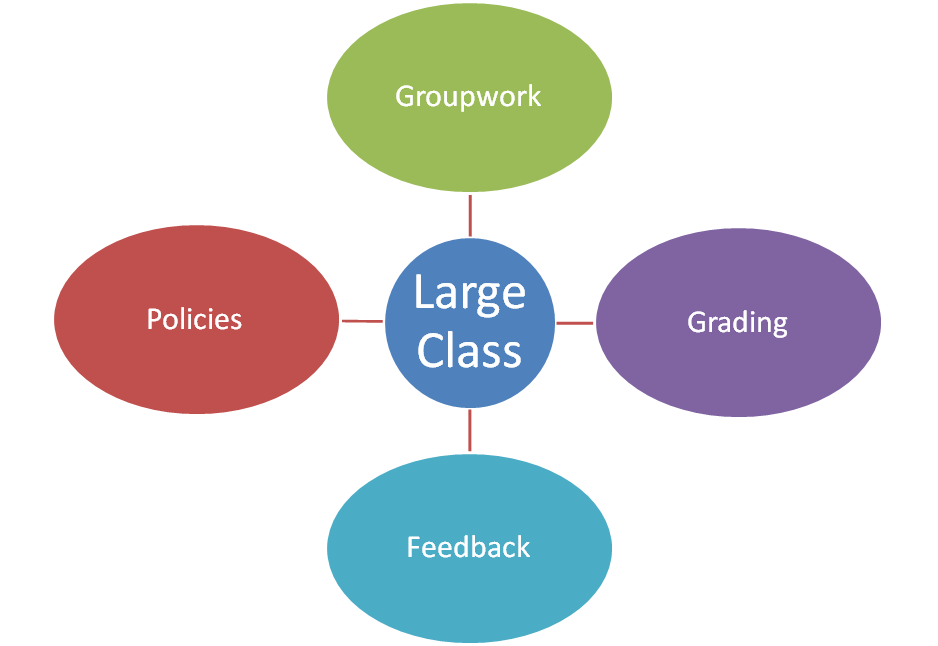 Groupwork
Policies
Large
Class
Grading
Feedback